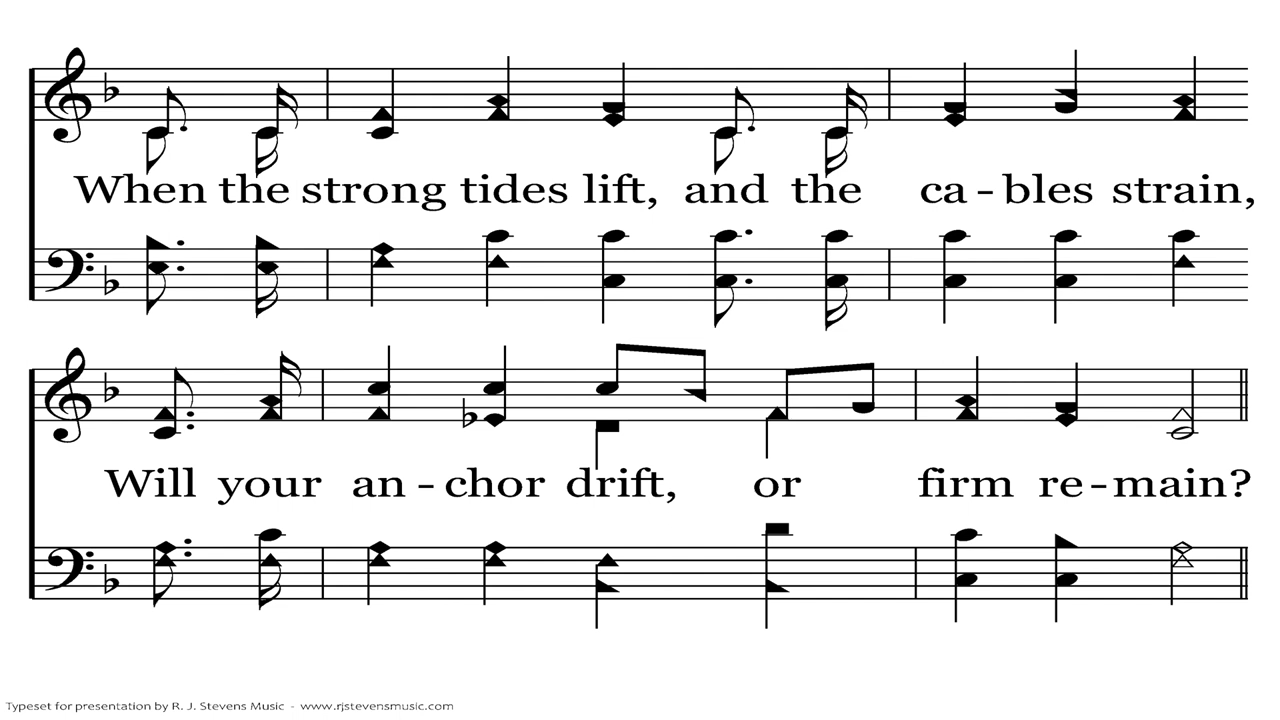 When the strong tides lift, and the ca - bles strain,
Will your an - chor drift, or firm re - main?
Typeset for presentation by R. J. Stevens Music - www.rjstevensmusic.com